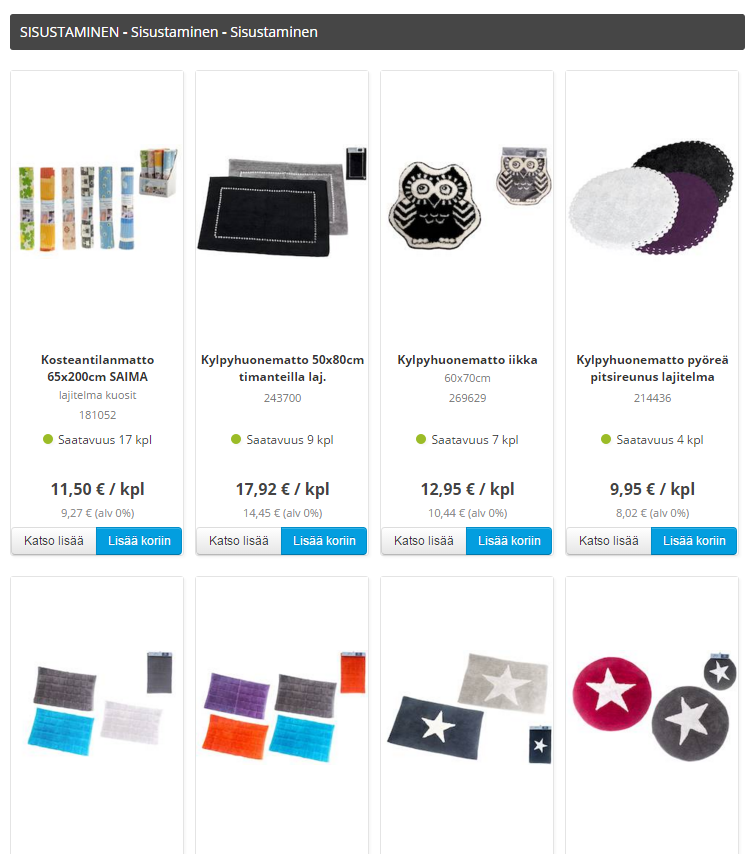 SISUSTAMINEN - Sisustaminen - Sisustaminen
Kosteantilanmatto
65x200cm SAIMA
lajitelma kuosit
181052
Saatavuus 17 kpl
11,50 € / kpl
9,27 € (alv 0%)
Katso lisää
Lisää koriin
Kylpyhuonematto 50x80cm
timanteilla laj.
243700
Saatavuus 9 kpl
17,92 € / kpl
14,45 € (alv 0%)
Katso lisää
Lisää koriin
Kylpyhuonematto iikka
60x70cm
269629
Saatavuus 7 kpl
12,95 € / kpl
10,44 € (alv 0%)
Katso lisää
Lisää koriin
Kylpyhuonematto pyöreä
pitsireunus lajitelma
214436
Saatavuus 4 kpl
9,95 € / kpl
8,02 € (alv 0%)
Katso lisää
Lisää koriin